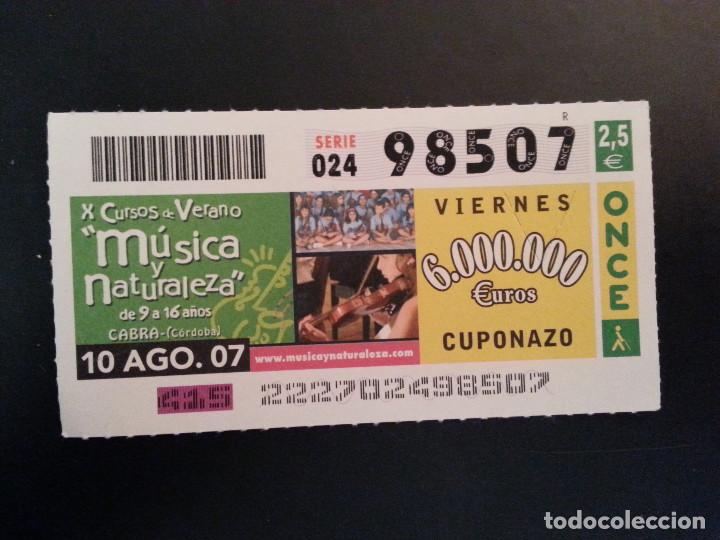 SERIE
024
98507
R
2,5
€
X Cursos de Verano
"Música
y
Naturaleza"
de 9 a 16 años
CABRA-(Córdoba)
10 AGO. 07
www.musicaynaturaleza.com
VIERNES
6.000.000
€uros
CUPONAZO
ONCE
415
222702498507
todocoleccion.net